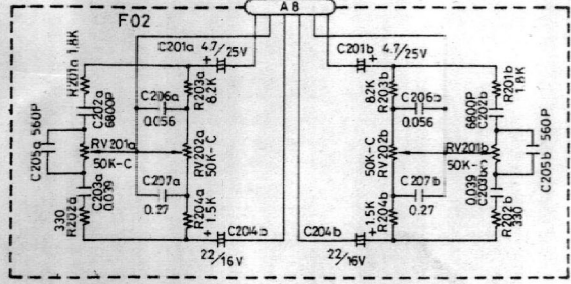 A8
F02
C201a 4.7/25V
C201b 4.7/25V
R201a 1.8K
C202a 6800P
R203a 8.2K
C206a 0.056
560P C205a
RV201a 50K-C
RV202a 50K-C
C203a 0.039
C207a 0.27
330 R202a
R204a 1.5K
C204b 22/16V
R203b 8.2K
C206b 0.056
C202b 6800P
R201b 1.8K
RV202b 50K-C
RV201b 50K-C
560P C205b
C207b 0.27
0.039 C203b
R204b 1.5K
R202b 330
C204b 22/16V